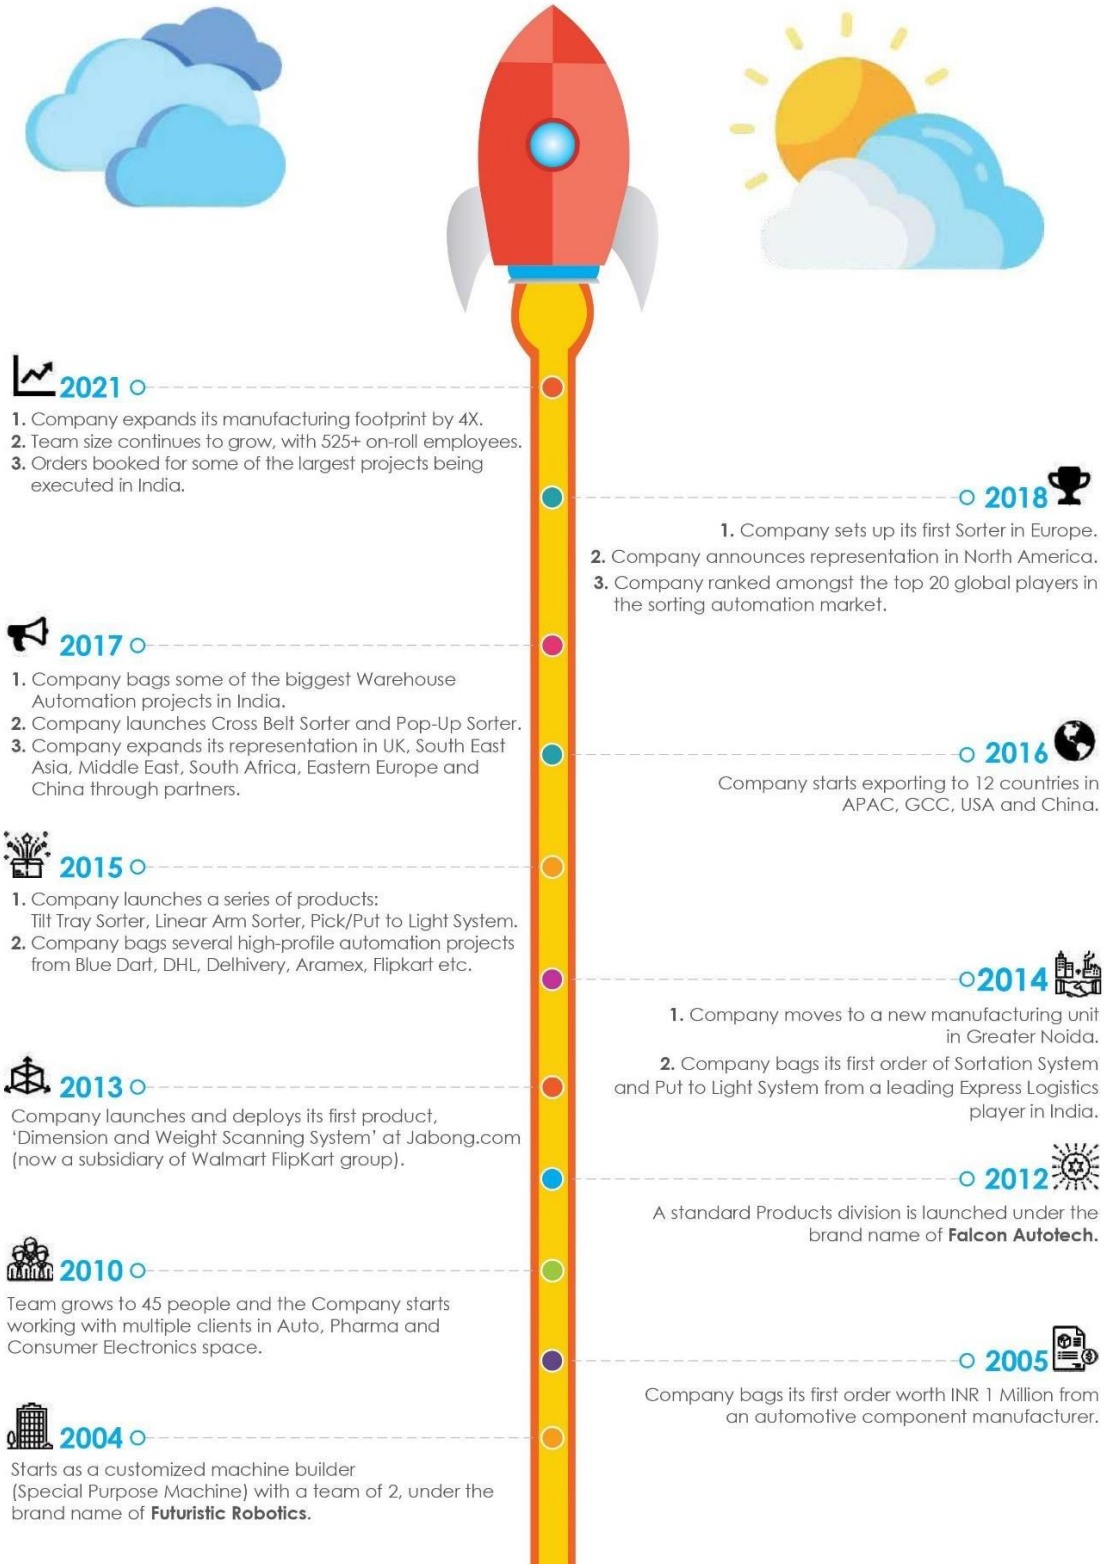 2021
1. Company expands its manufacturing footprint by 4X.
2. Team size continues to grow, with 525+ on-roll employees.
3. Orders booked for some of the largest projects being
executed in India.
2018
1. Company sets up its first Sorter in Europe.
2. Company announces representation in North America.
3. Company ranked amongst the top 20 global players in
the sorting automation market.
2017
1. Company bags some of the biggest Warehouse
Automation projects in India.
2. Company launches Cross Belt Sorter and Pop-Up Sorter.
3. Company expands its representation in UK, South East
Asia, Middle East, South Africa, Eastern Europe and
China through partners.
2016
Company starts exporting to 12 countries in
APAC, GCC, USA and China.
2015
1. Company launches a series of products:
Tilt Tray Sorter, Linear Arm Sorter, Pick/Put to Light System.
2. Company bags several high-profile automation projects
from Blue Dart, DHL, Delhivery, Aramex, Flipkart etc.
2014
1. Company moves to a new manufacturing unit
in Greater Noida.
2. Company bags its first order of Sortation System
and Put to Light System from a leading Express Logistics
player in India.
2013
Company launches and deploys its first product,
‘Dimension and Weight Scanning System’ at Jabong.com
(now a subsidiary of Walmart FlipKart group).
2012
A standard Products division is launched under the
brand name of Falcon Autotech.
2010
Team grows to 45 people and the Company starts
working with multiple clients in Auto, Pharma and
Consumer Electronics space.
2005
Company bags its first order worth INR 1 Million from
an automotive component manufacturer.
2004
Starts as a customized machine builder
(Special Purpose Machine) with a team of 2, under the
brand name of Futuristic Robotics.